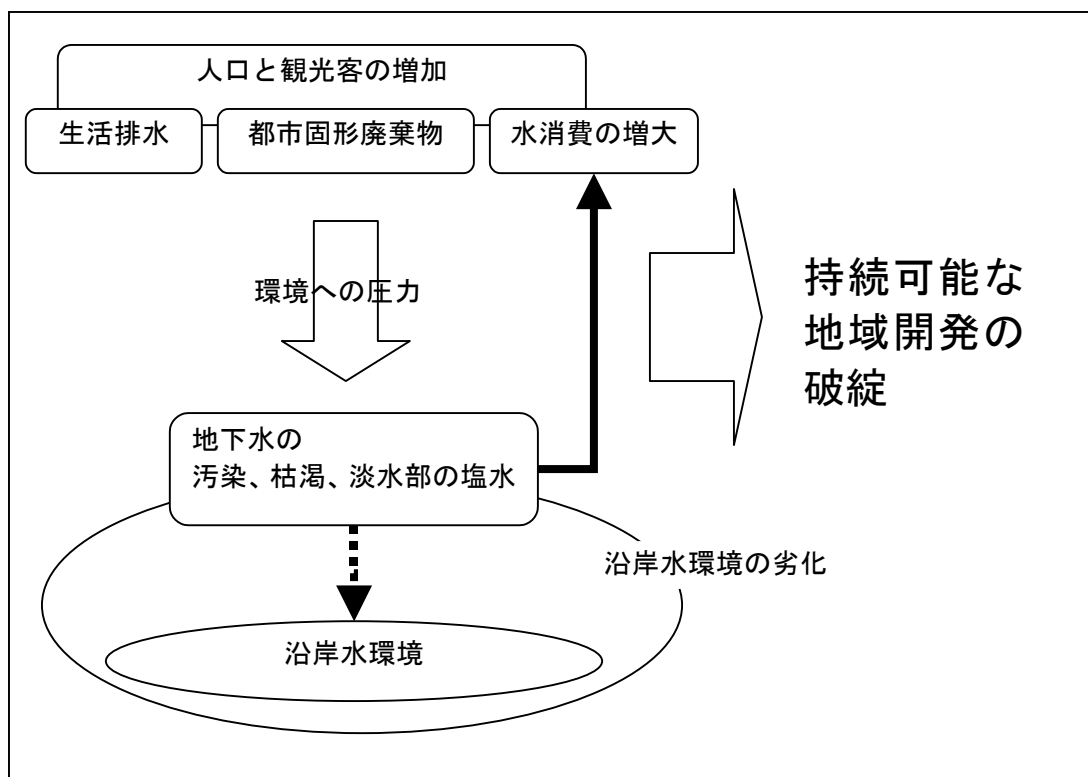 人口と観光客の増加
生活排水
都市固形廃棄物
水消費の増大
環境への圧力
持続可能な
地域開発の
破綻
地下水の
汚染、枯渇、淡水部の塩水
沿岸水環境の劣化
沿岸水環境